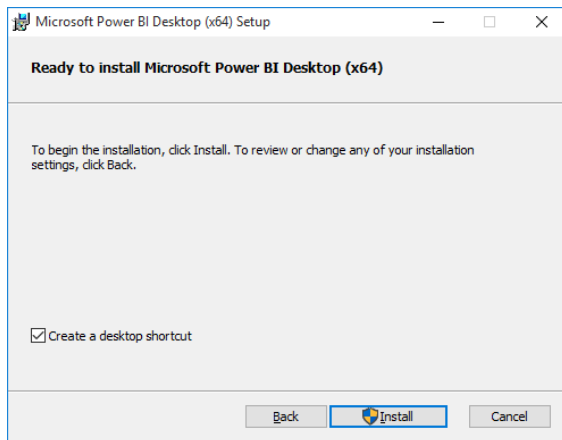 Microsoft Power BI Desktop (x64) Setup
Ready to install Microsoft Power BI Desktop (x64)
To begin the installation, click Install. To review or change any of your installation
settings, click Back.
Create a desktop shortcut
Back Install Cancel